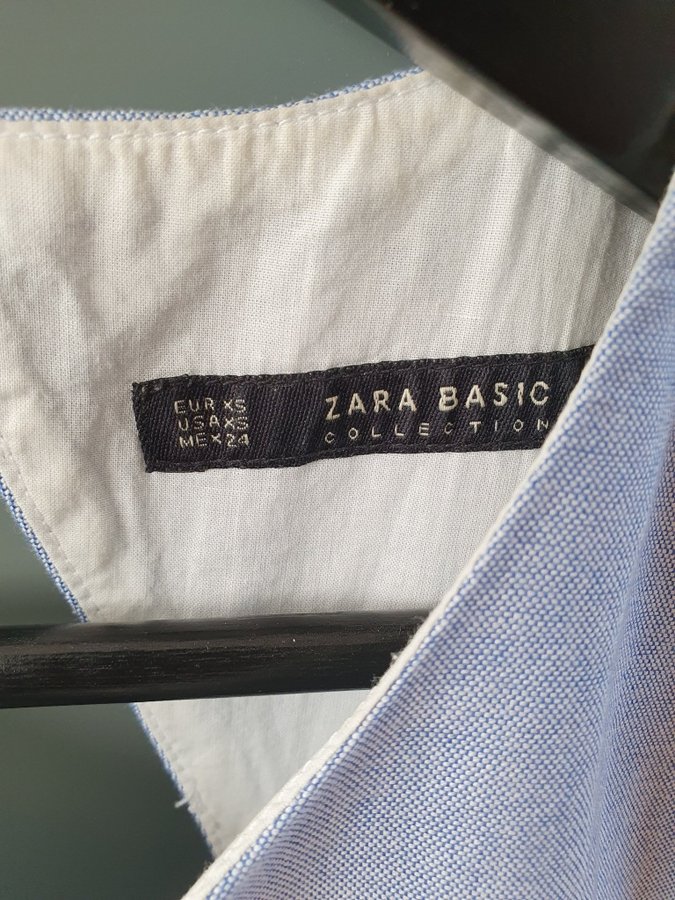 EUR XS
USA XS
MEX 24
ZARA BASIC
COLLECTION